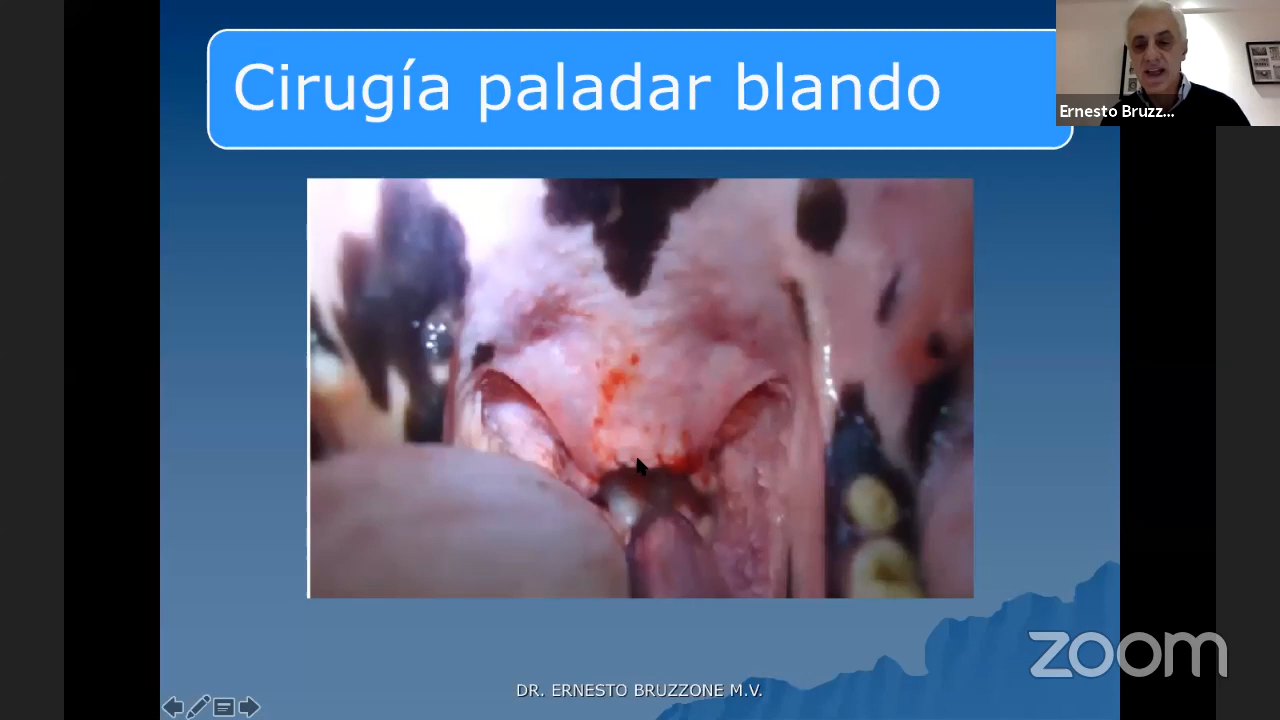 Cirugía paladar blando
Ernesto Bruzz...
zoom
DR. ERNESTO BRUZZONE M.V.